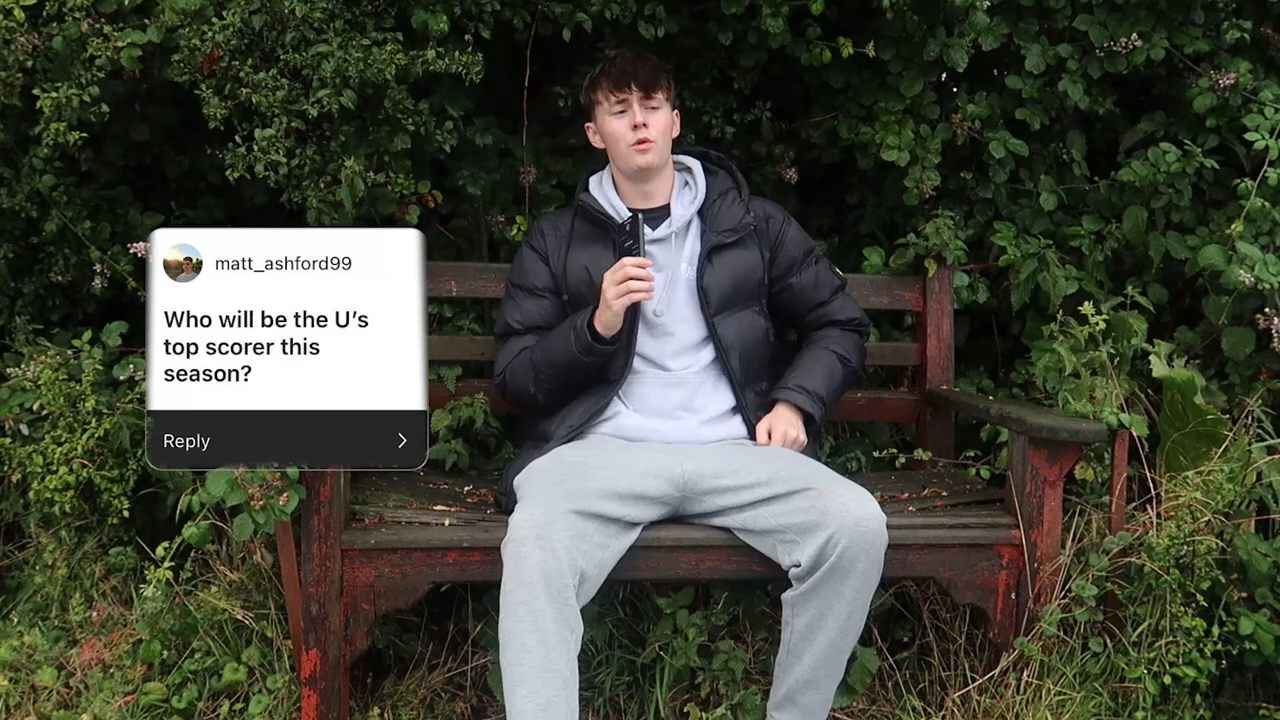 matt_ashford99
Who will be the U’s
top scorer this
season?
Reply